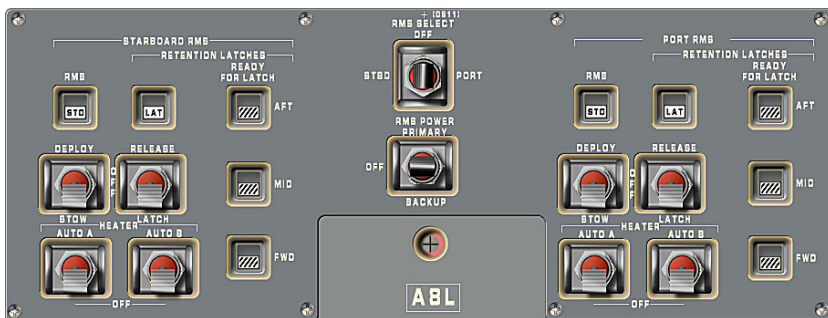 + [0811]
RMS SELECT
OFF
STBD
PORT
RMS POWER
PRIMARY
OFF
BACKUP
A8L
STARBOARD RMS
RETENTION LATCHES
READY
FOR LATCH
RMS
STO
LAT
AFT
DEPLOY
RELEASE
OFF
MID
STOW
LATCH
HEATER
AUTO A
AUTO B
FWD
OFF
PORT RMS
RETENTION LATCHES
READY
FOR LATCH
RMS
STO
LAT
AFT
DEPLOY
RELEASE
OFF
MID
STOW
LATCH
HEATER
AUTO A
AUTO B
FWD
OFF